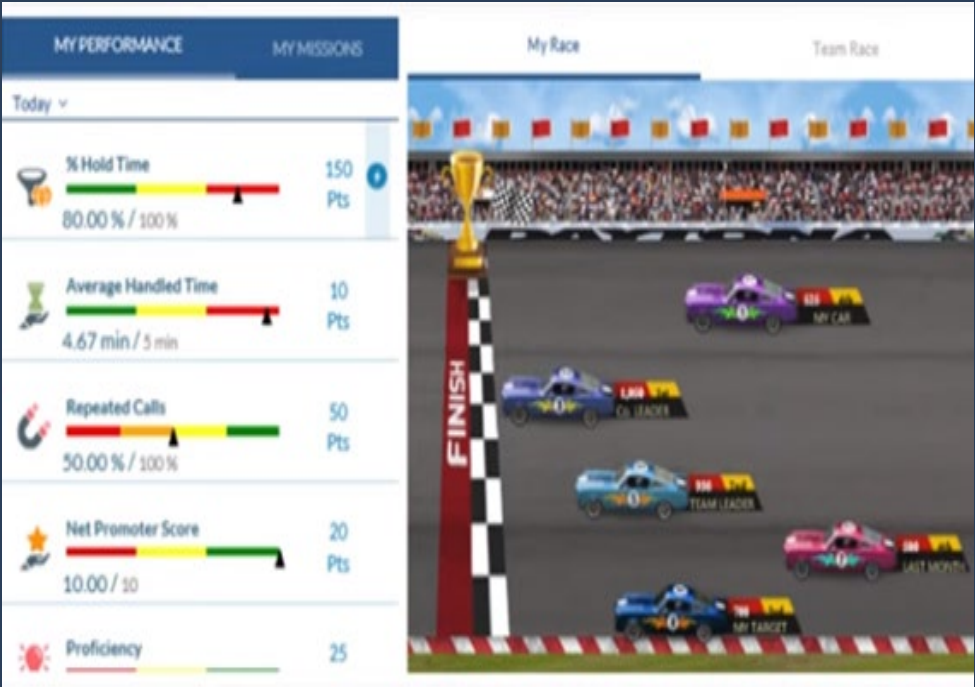 MY PERFORMANCE
MY MISSIONS
Today
% Hold Time
150
Pts
80.00 % / 100 %
Average Handled Time
10
Pts
4.67 min / 5 min
Repeated Calls
50
Pts
50.00 % / 100 %
Net Promoter Score
20
Pts
10.00 / 10
Proficiency
25
My Race
Team Race
FINISH
MY CAR
Co. LEADER
TEAM LEADER
LAST MONTH
MY TARGET